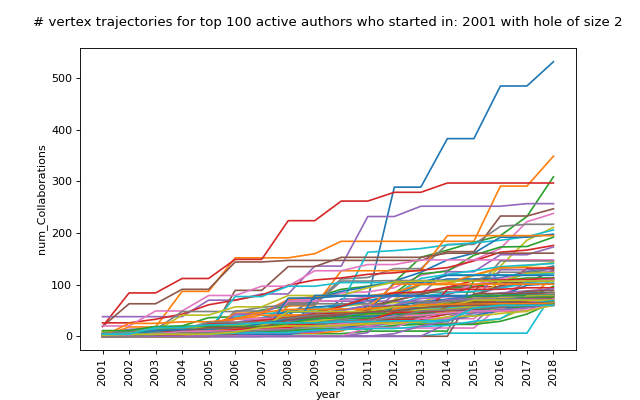 # vertex trajectories for top 100 active authors who started in: 2001 with hole of size 2
500
400
300
200
100
0
num_Collaborations
2001 2002 2003 2004 2005 2006 2007 2008 2009 2010 2011 2012 2013 2014 2015 2016 2017 2018
year